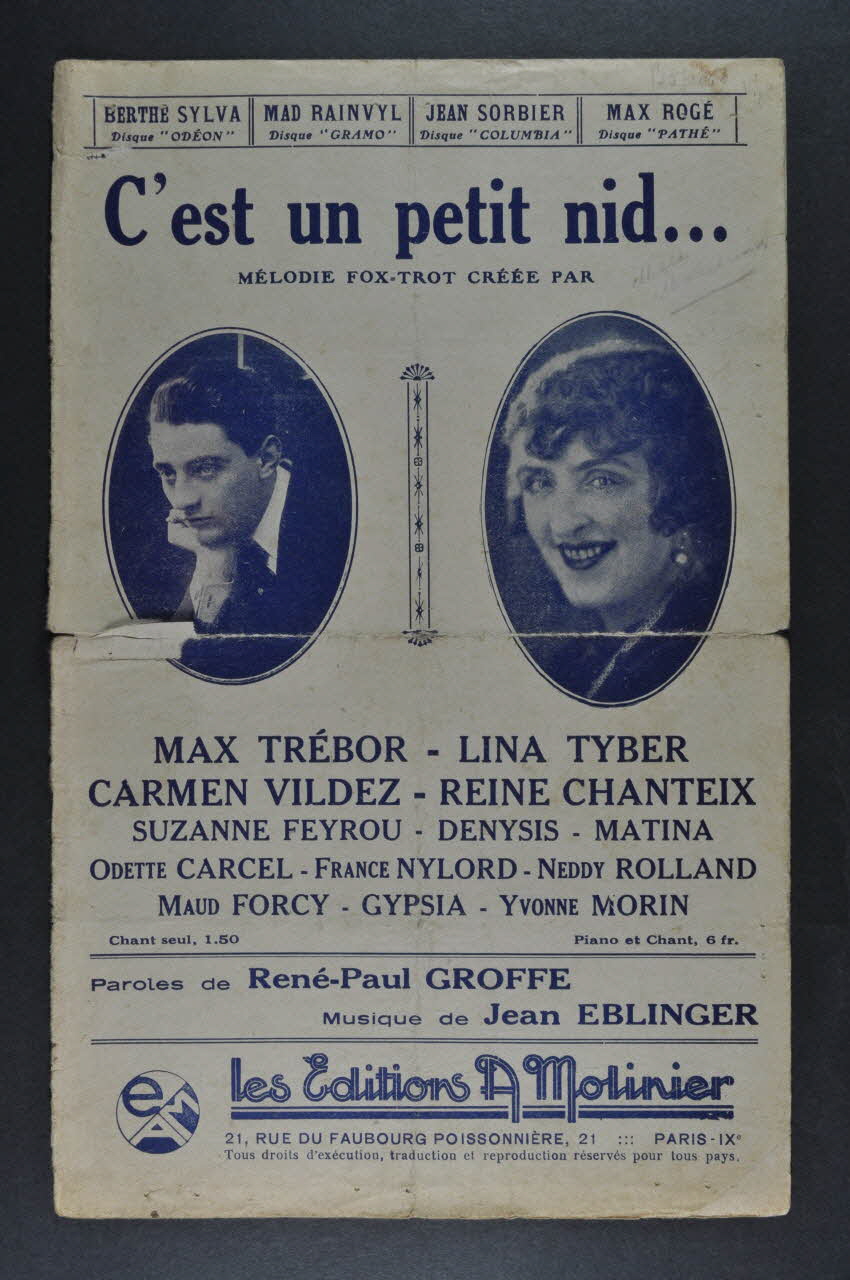 BERTHE SYLVA MAD RAINVYL JEAN SORBIER MAX ROGÉ
Disque "ODÉON" Disque "GRAMO" Disque "COLUMBIA" Disque "PATHÉ"
C'est un petit nid...
MÉLODIE FOX-TROT CRÉÉE PAR
MAX TRÉBOR - LINA TYBER
CARMEN VILDEZ - REINE CHANTEIX
SUZANNE FEYROU - DENYSIS - MATINA
ODETTE CARCEL - FRANCE NYLORD - NEDDY ROLLAND
MAUD FORCY - GYPSIA - YVONNE MORIN
Chant seul, 1.50 Piano et Chant, 6 fr.
Paroles de René-Paul GROFFE
Musique de Jean EBLINGER
eAM les Editions A Molinier
21, RUE DU FAUBOURG POISSONNIÈRE, 21 ::: PARIS-IXe
Tous droits d'exécution, traduction et reproduction réservés pour tous pays.